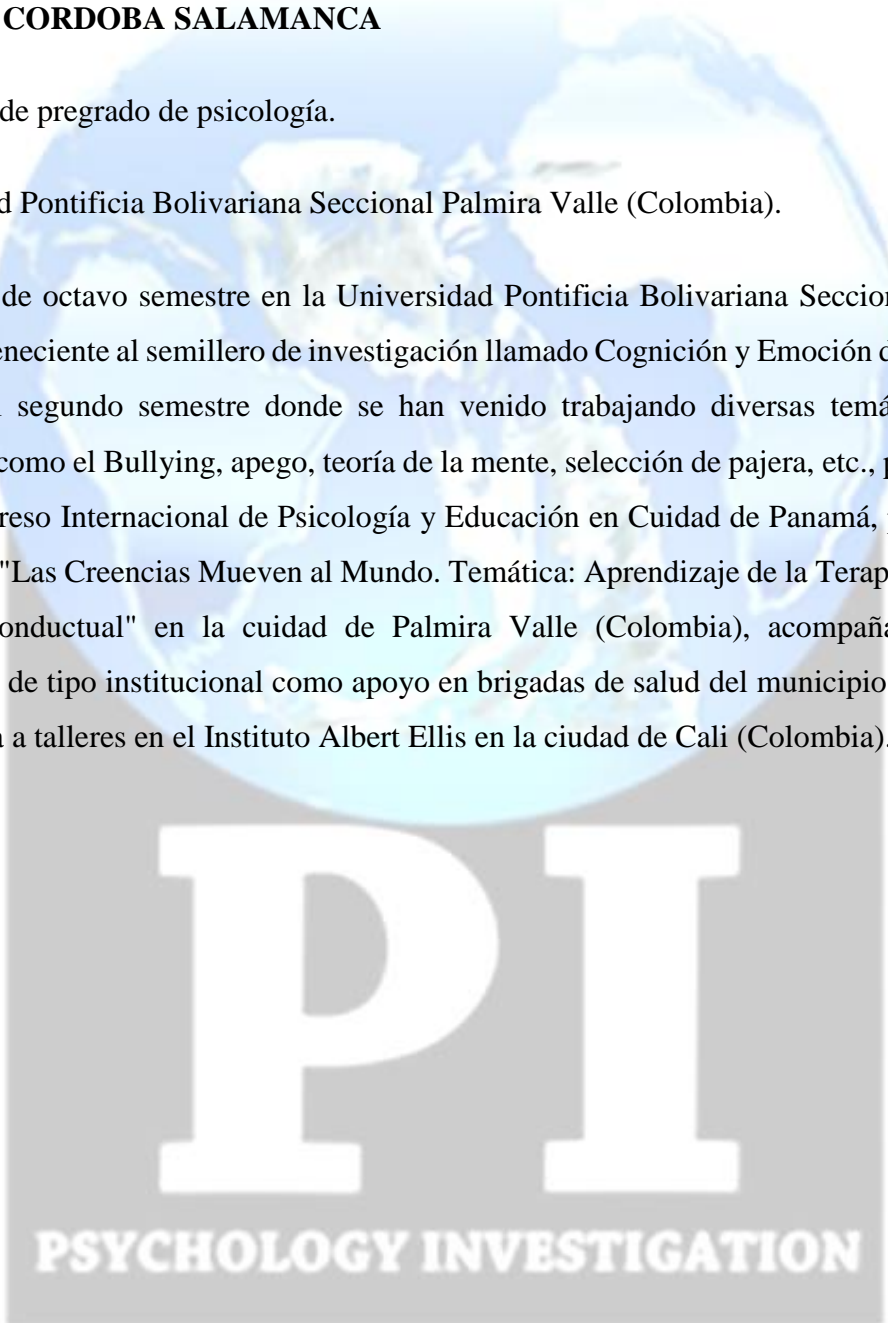 CORDOBA SALAMANCA
de pregrado de psicología.
d Pontificia Bolivariana Seccional Palmira Valle (Colombia).
de octavo semestre en la Universidad Pontificia Bolivariana Seccion
eneciente al semillero de investigación llamado Cognición y Emoción d
segundo semestre donde se han venido trabajando diversas temá
como el Bullying, apego, teoría de la mente, selección de pajera, etc., p
reso Internacional de Psicología y Educación en Cuidad de Panamá, p
"Las Creencias Mueven al Mundo. Temática: Aprendizaje de la Terap
onductual" en la cuidad de Palmira Valle (Colombia), acompaña
de tipo institucional como apoyo en brigadas de salud del municipio
a talleres en el Instituto Albert Ellis en la ciudad de Cali (Colombia).
PI
PSYCHOLOGY INVESTIGATION